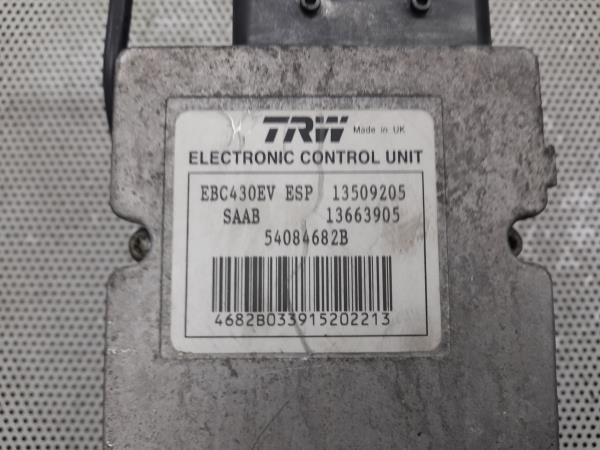 TRW Made in UK
ELECTRONIC CONTROL UNIT
EBC430EV ESP 13509205
SAAB 13663905
54084682B
4682B033915202213